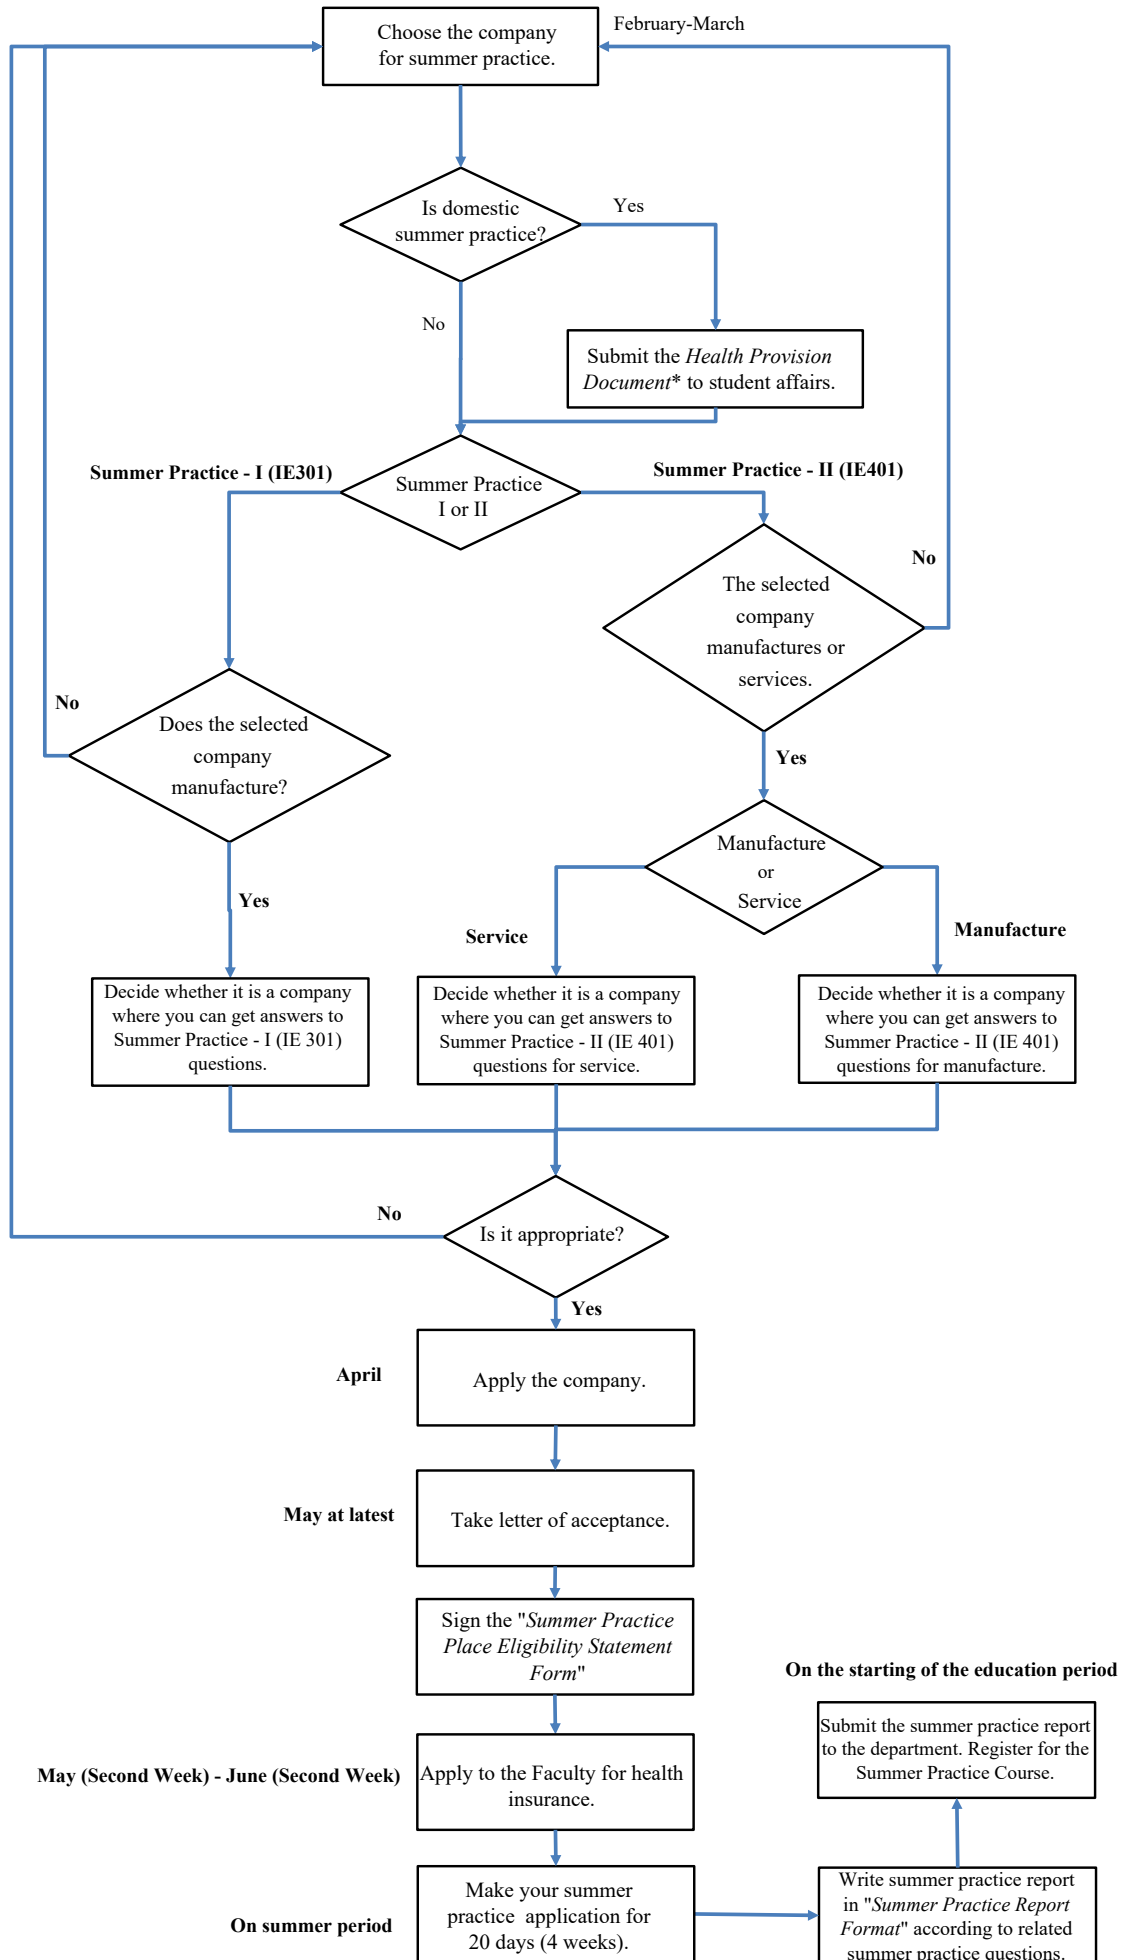 February-March
Choose the company
for summer practice.
Is domestic
summer practice?
Yes
No
Submit the Health Provision
Document* to student affairs.
Summer Practice - I (IE301)
Summer Practice - II (IE401)
Summer Practice
I or II
No
The selected
company
manufactures or
services.
No
Does the selected
company
manufacture?
Yes
Manufacture
or
Service
Yes
Service
Manufacture
Decide whether it is a company
where you can get answers to
Summer Practice - I (IE 301)
questions.
Decide whether it is a company
where you can get answers to
Summer Practice - II (IE 401)
questions for service.
Decide whether it is a company
where you can get answers to
Summer Practice - II (IE 401)
questions for manufacture.
No
Is it appropriate?
Yes
April
Apply the company.
May at latest
Take letter of acceptance.
Sign the "Summer Practice
Place Eligibility Statement
Form"
On the starting of the education period
Submit the summer practice report
to the department. Register for the
Summer Practice Course.
May (Second Week) - June (Second Week)
Apply to the Faculty for health
insurance.
On summer period
Make your summer
practice application for
20 days (4 weeks).
Write summer practice report
in "Summer Practice Report
Format" according to related
summer practice questions.